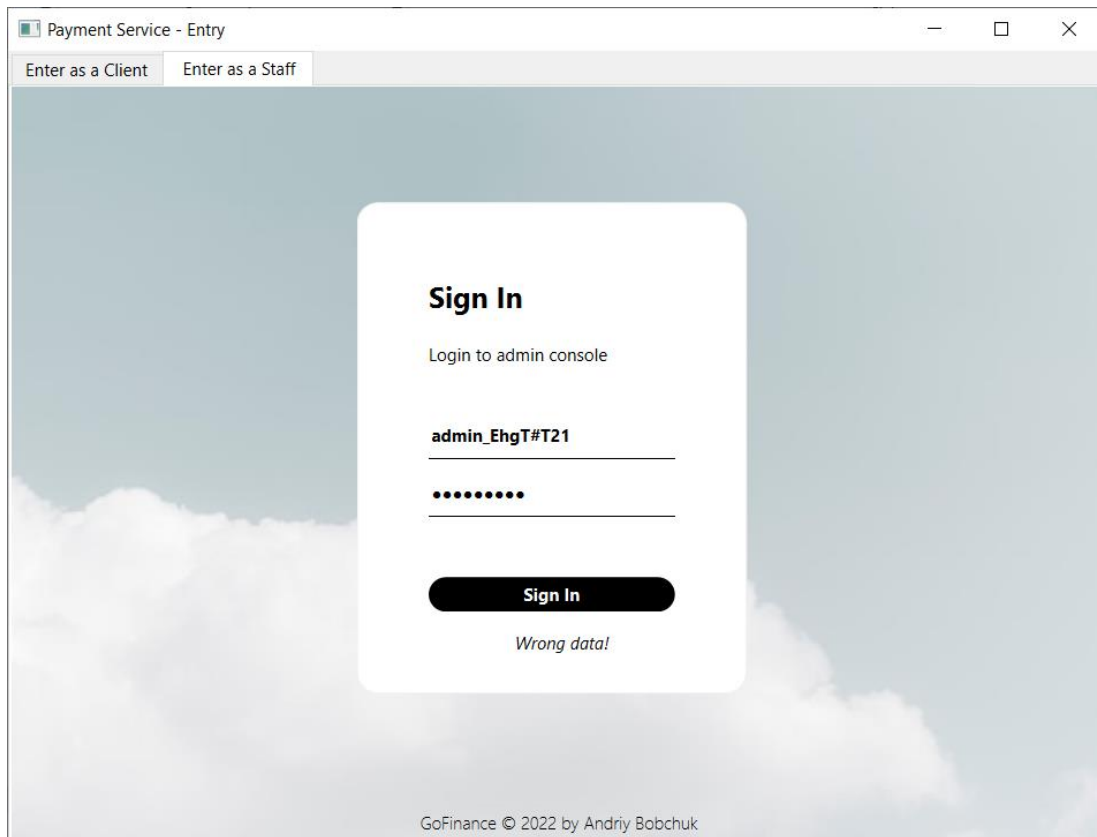 Payment Service - Entry
Enter as a Client
Enter as a Staff
Sign In
Login to admin console
admin_EhgT#T21
•••••••••
Sign In
Wrong data!
GoFinance © 2022 by Andriy Bobchuk